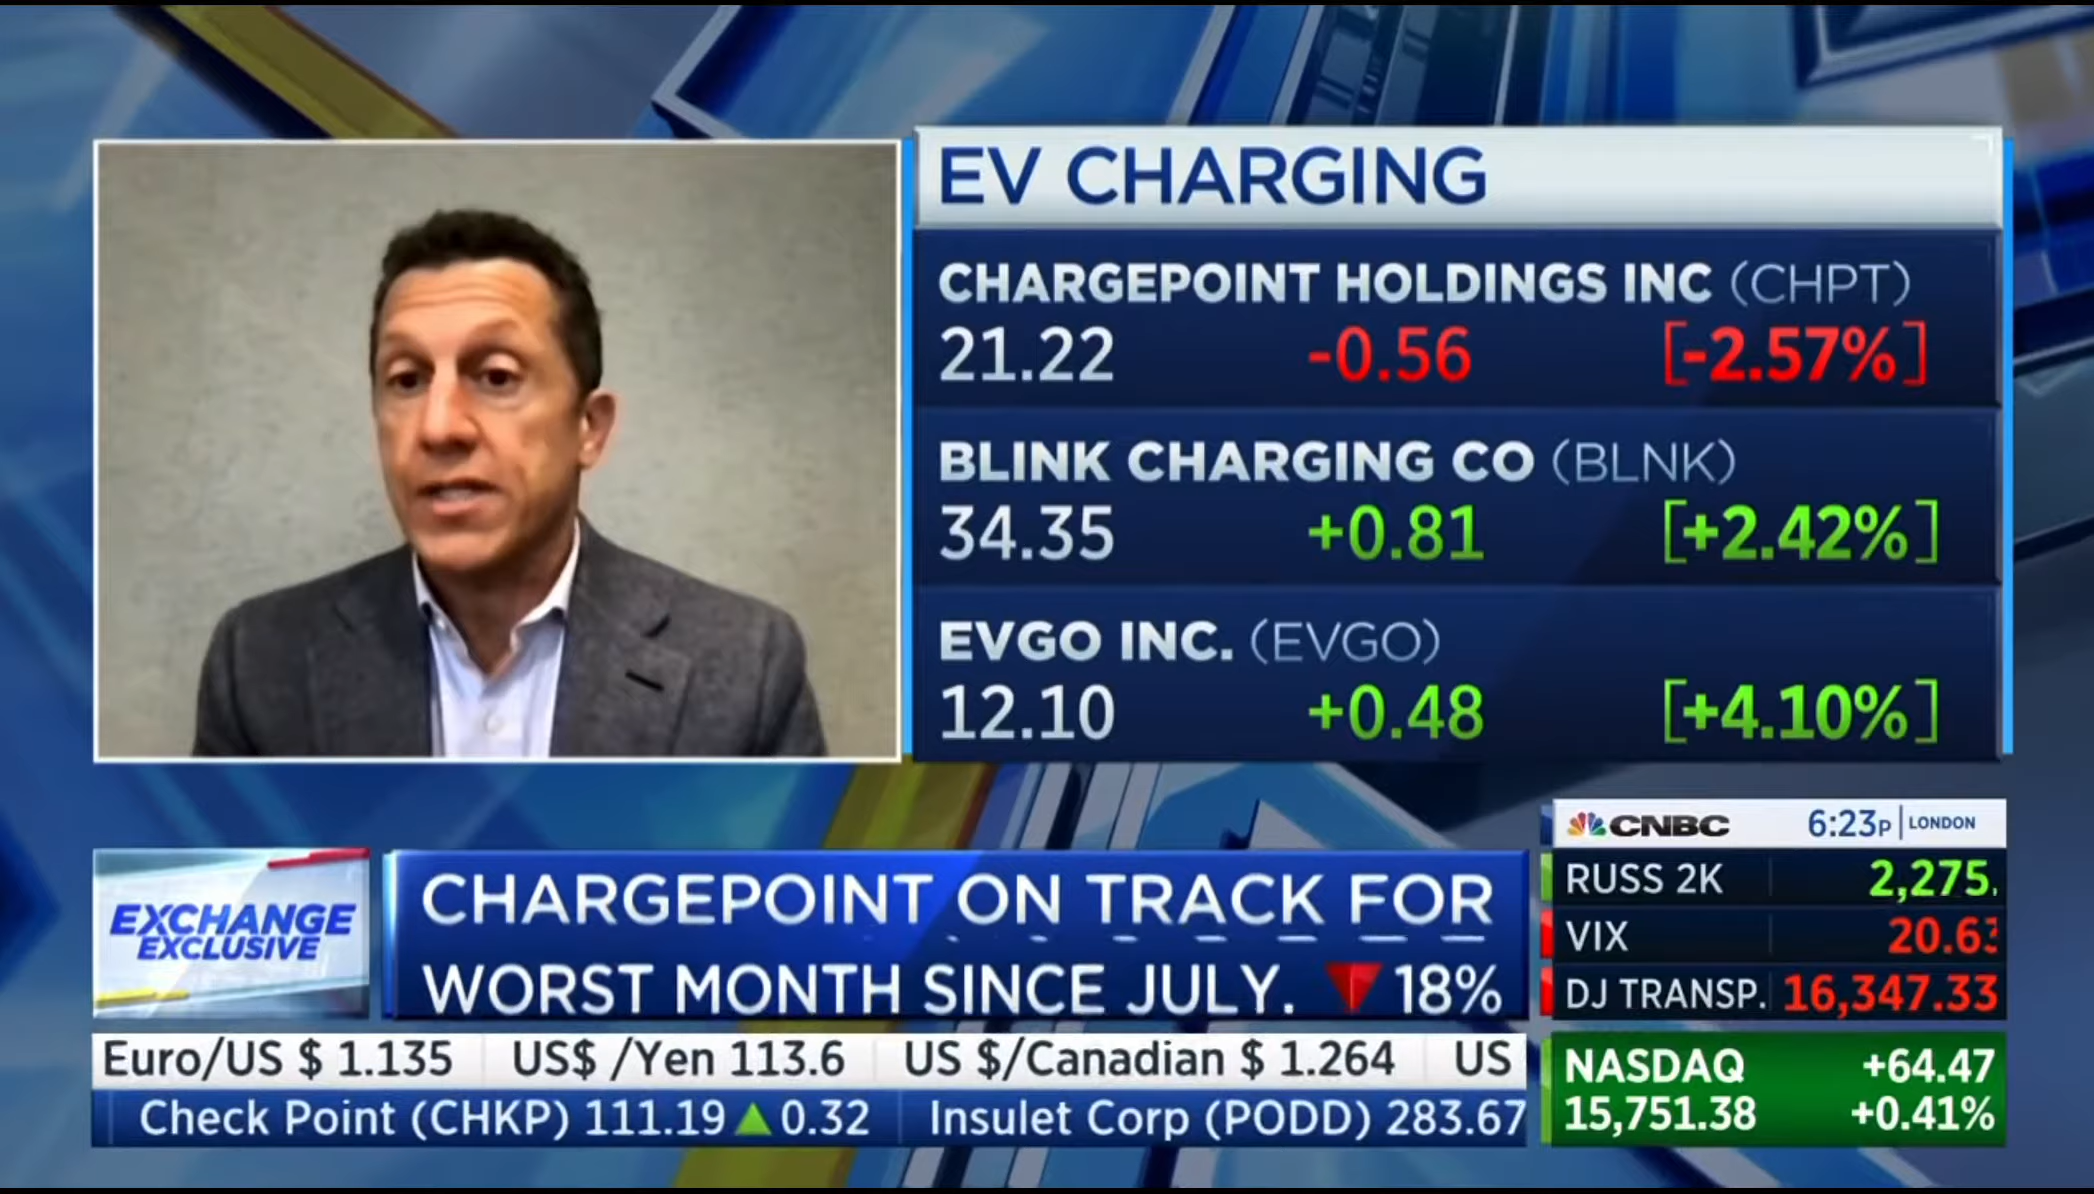 EV CHARGING
CHARGEPOINT HOLDINGS INC (CHPT)
21.22 -0.56 [-2.57%]
BLINK CHARGING CO (BLNK)
34.35 +0.81 [+2.42%]
EVGO INC. (EVGO)
12.10 +0.48 [+4.10%]
EXCHANGE
EXCLUSIVE
CHARGEPOINT ON TRACK FOR
WORST MONTH SINCE JULY. ▼ 18%
CNBC 6:23P | LONDON
RUSS 2K 2,275.
VIX 20.63
DJ TRANSP. 16,347.33
NASDAQ +64.47
15,751.38 +0.41%
Euro/US $ 1.135 US$ /Yen 113.6 US $/Canadian $ 1.264 US
Check Point (CHKP) 111.19 ▲ 0.32 Insulet Corp (PODD) 283.67